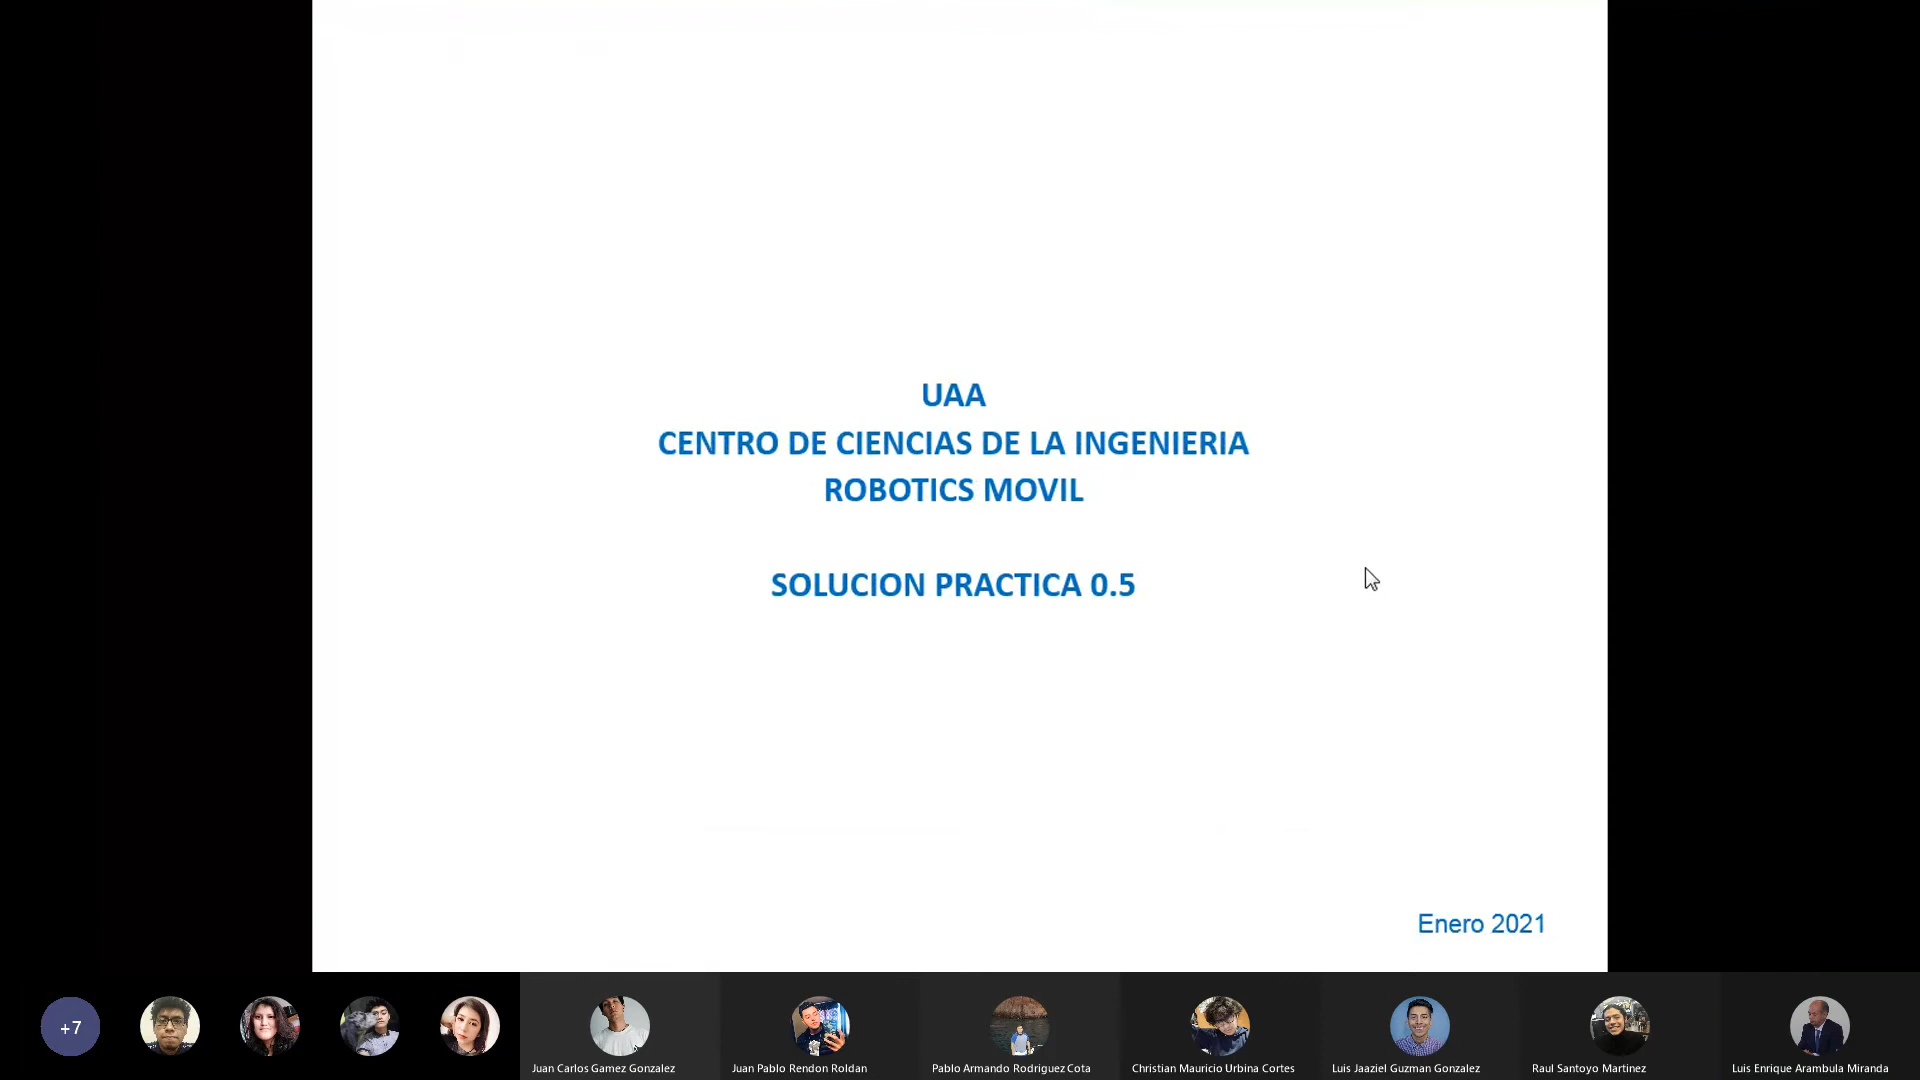 UAA
CENTRO DE CIENCIAS DE LA INGENIERIA
ROBOTICS MOVIL
SOLUCION PRACTICA 0.5
Enero 2021
+7
Juan Carlos Gamez Gonzalez
Juan Pablo Rendon Roldan
Pablo Armando Rodriguez Cota
Christian Mauricio Urbina Cortes
Luis Jaaziel Guzman Gonzalez
Raul Santoyo Martinez
Luis Enrique Arambula Miranda